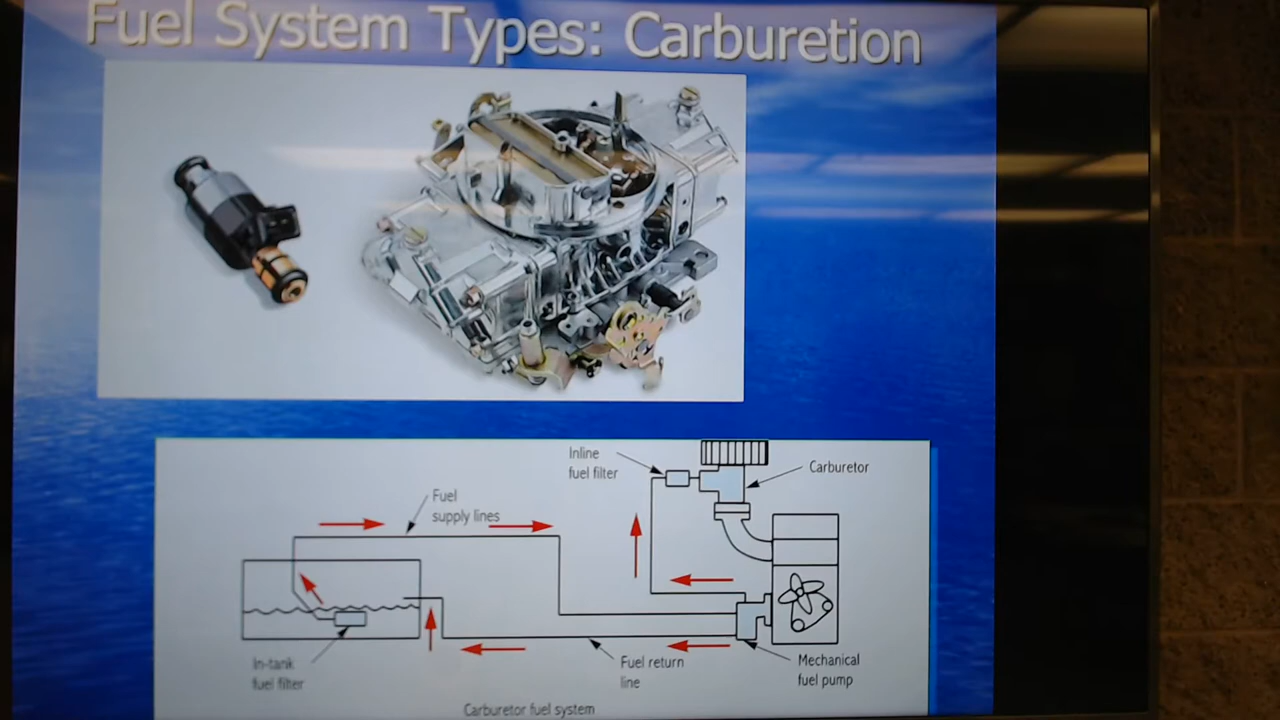 Fuel System Types: Carburetion
Inline
fuel filter
Carburetor
Fuel
supply lines
In-tank
fuel filter
Fuel return
line
Mechanical
fuel pump
Carburetor fuel system